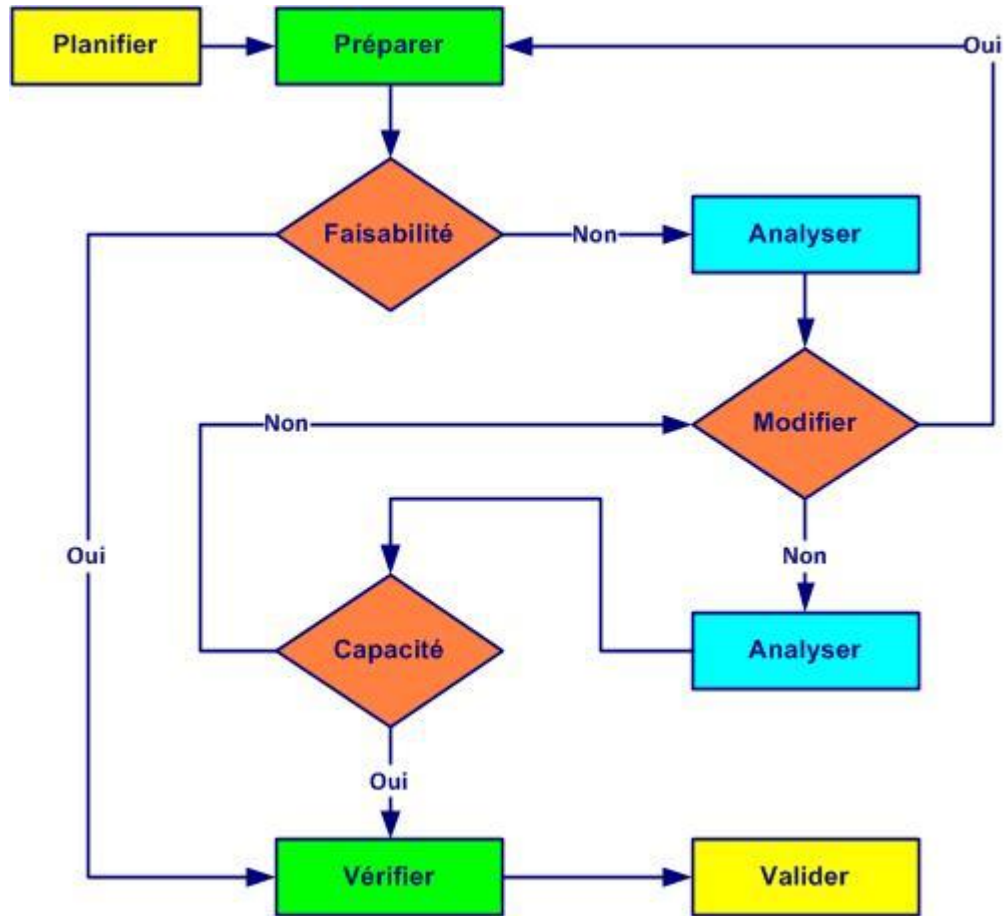 Planifier
Préparer
Oui
Faisabilité
Non
Analyser
Non
Modifier
Oui
Non
Capacité
Analyser
Oui
Vérifier
Valider